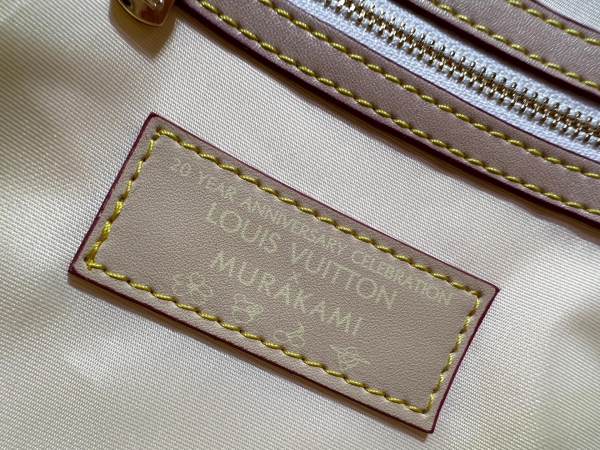 20 YEAR ANNIVERSARY CELEBRATION
LOUIS VUITTON
×
MURAKAMI